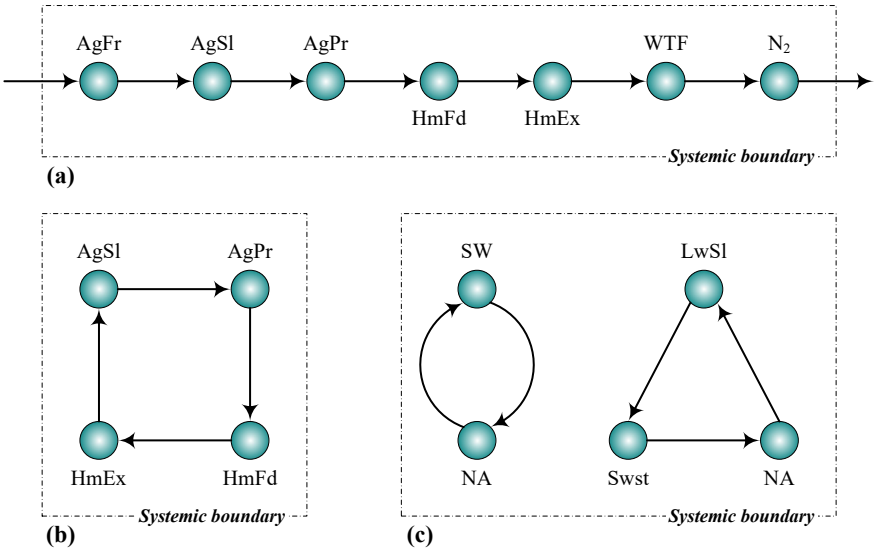 AgFr AgSl AgPr WTF N₂
HmFd HmEx
Systemic boundary
(a)
AgSl AgPr
HmEx HmFd
Systemic boundary
(b)
SW LwSl
NA Swst NA
Systemic boundary
(c)